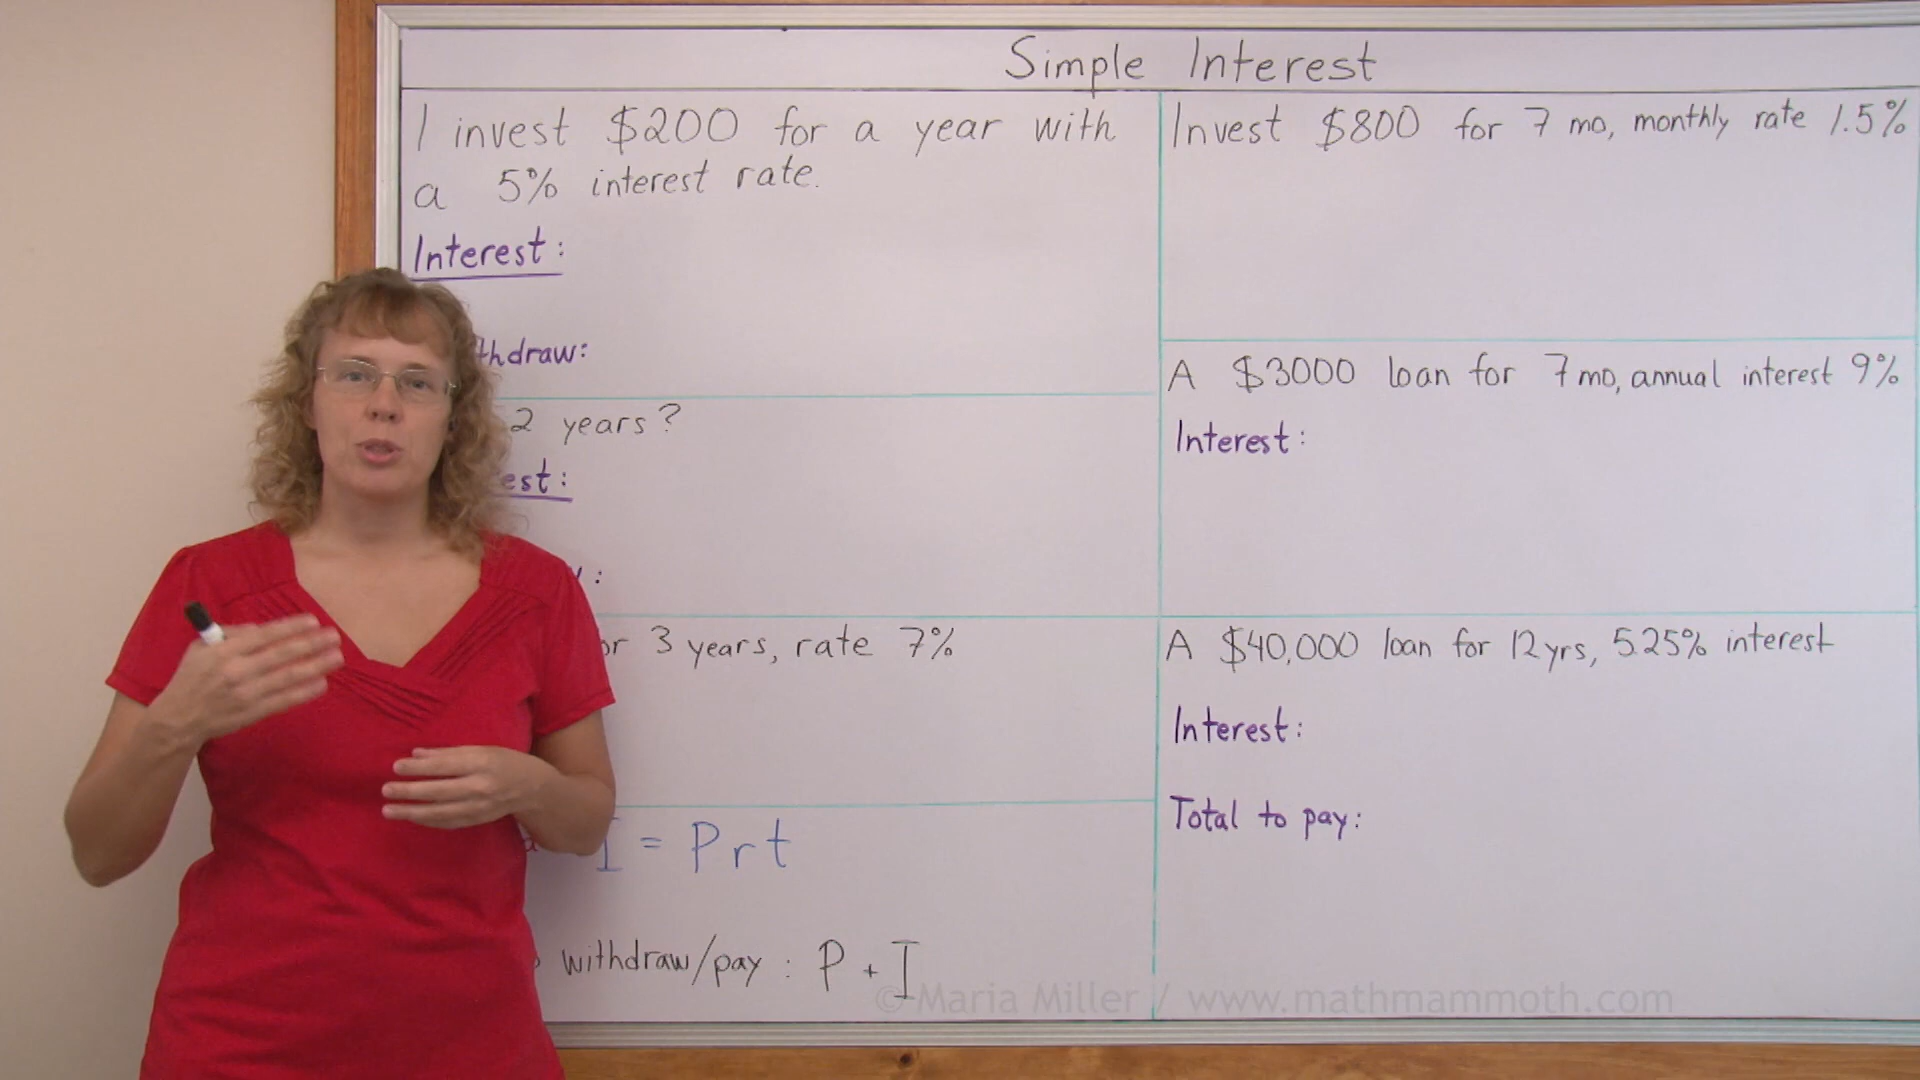 Simple Interest
I invest $200 for a year with
a 5% interest rate.
Interest:
2 years?
3 years, rate 7%
I = Prt
withdraw/pay: P + I
Invest $800 for 7 mo, monthly rate 1.5%
A $3000 loan for 7 mo, annual interest 9%
Interest:
A $40,000 loan for 12 yrs, 5.25% interest
Interest:
Total to pay:
© Maria Miller / www.mathmammoth.com